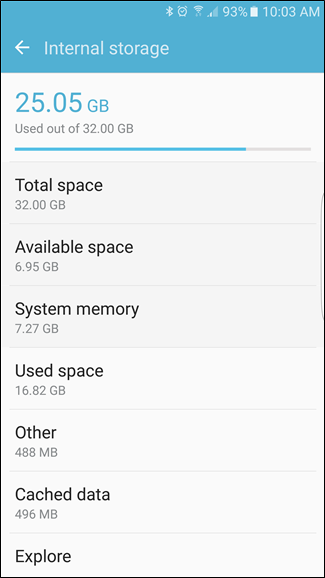 93% 10:03 AM
Internal storage
25.05 GB
Used out of 32.00 GB
Total space
32.00 GB
Available space
6.95 GB
System memory
7.27 GB
Used space
16.82 GB
Other
488 MB
Cached data
496 MB
Explore